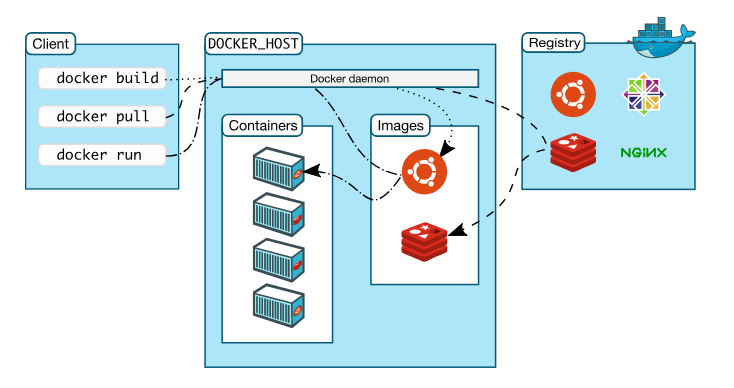 Client
docker build
docker pull
docker run
DOCKER_HOST
Docker daemon
Containers
Images
Registry
NGiNX